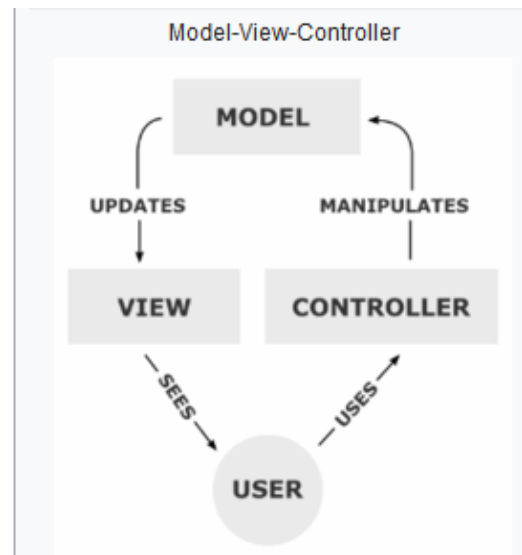 Model-View-Controller
MODEL
UPDATES
MANIPULATES
VIEW
CONTROLLER
SEES
USES
USER